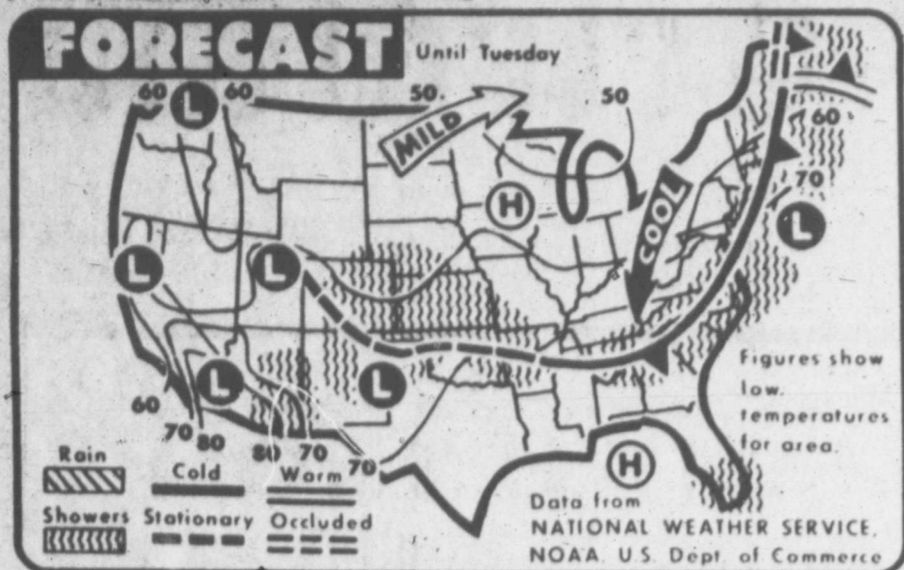 FORECAST
Until Tuesday
60 L 60 50 50
MILD
60
H
COOL
70
L
L L
Figures show
low
temperatures
for area.
L L
60
70 80 80 70 70
H
Rain Cold Warm
Showers Stationary Occluded
Data from
NATIONAL WEATHER SERVICE,
NOAA, U.S. Dept. of Commerce